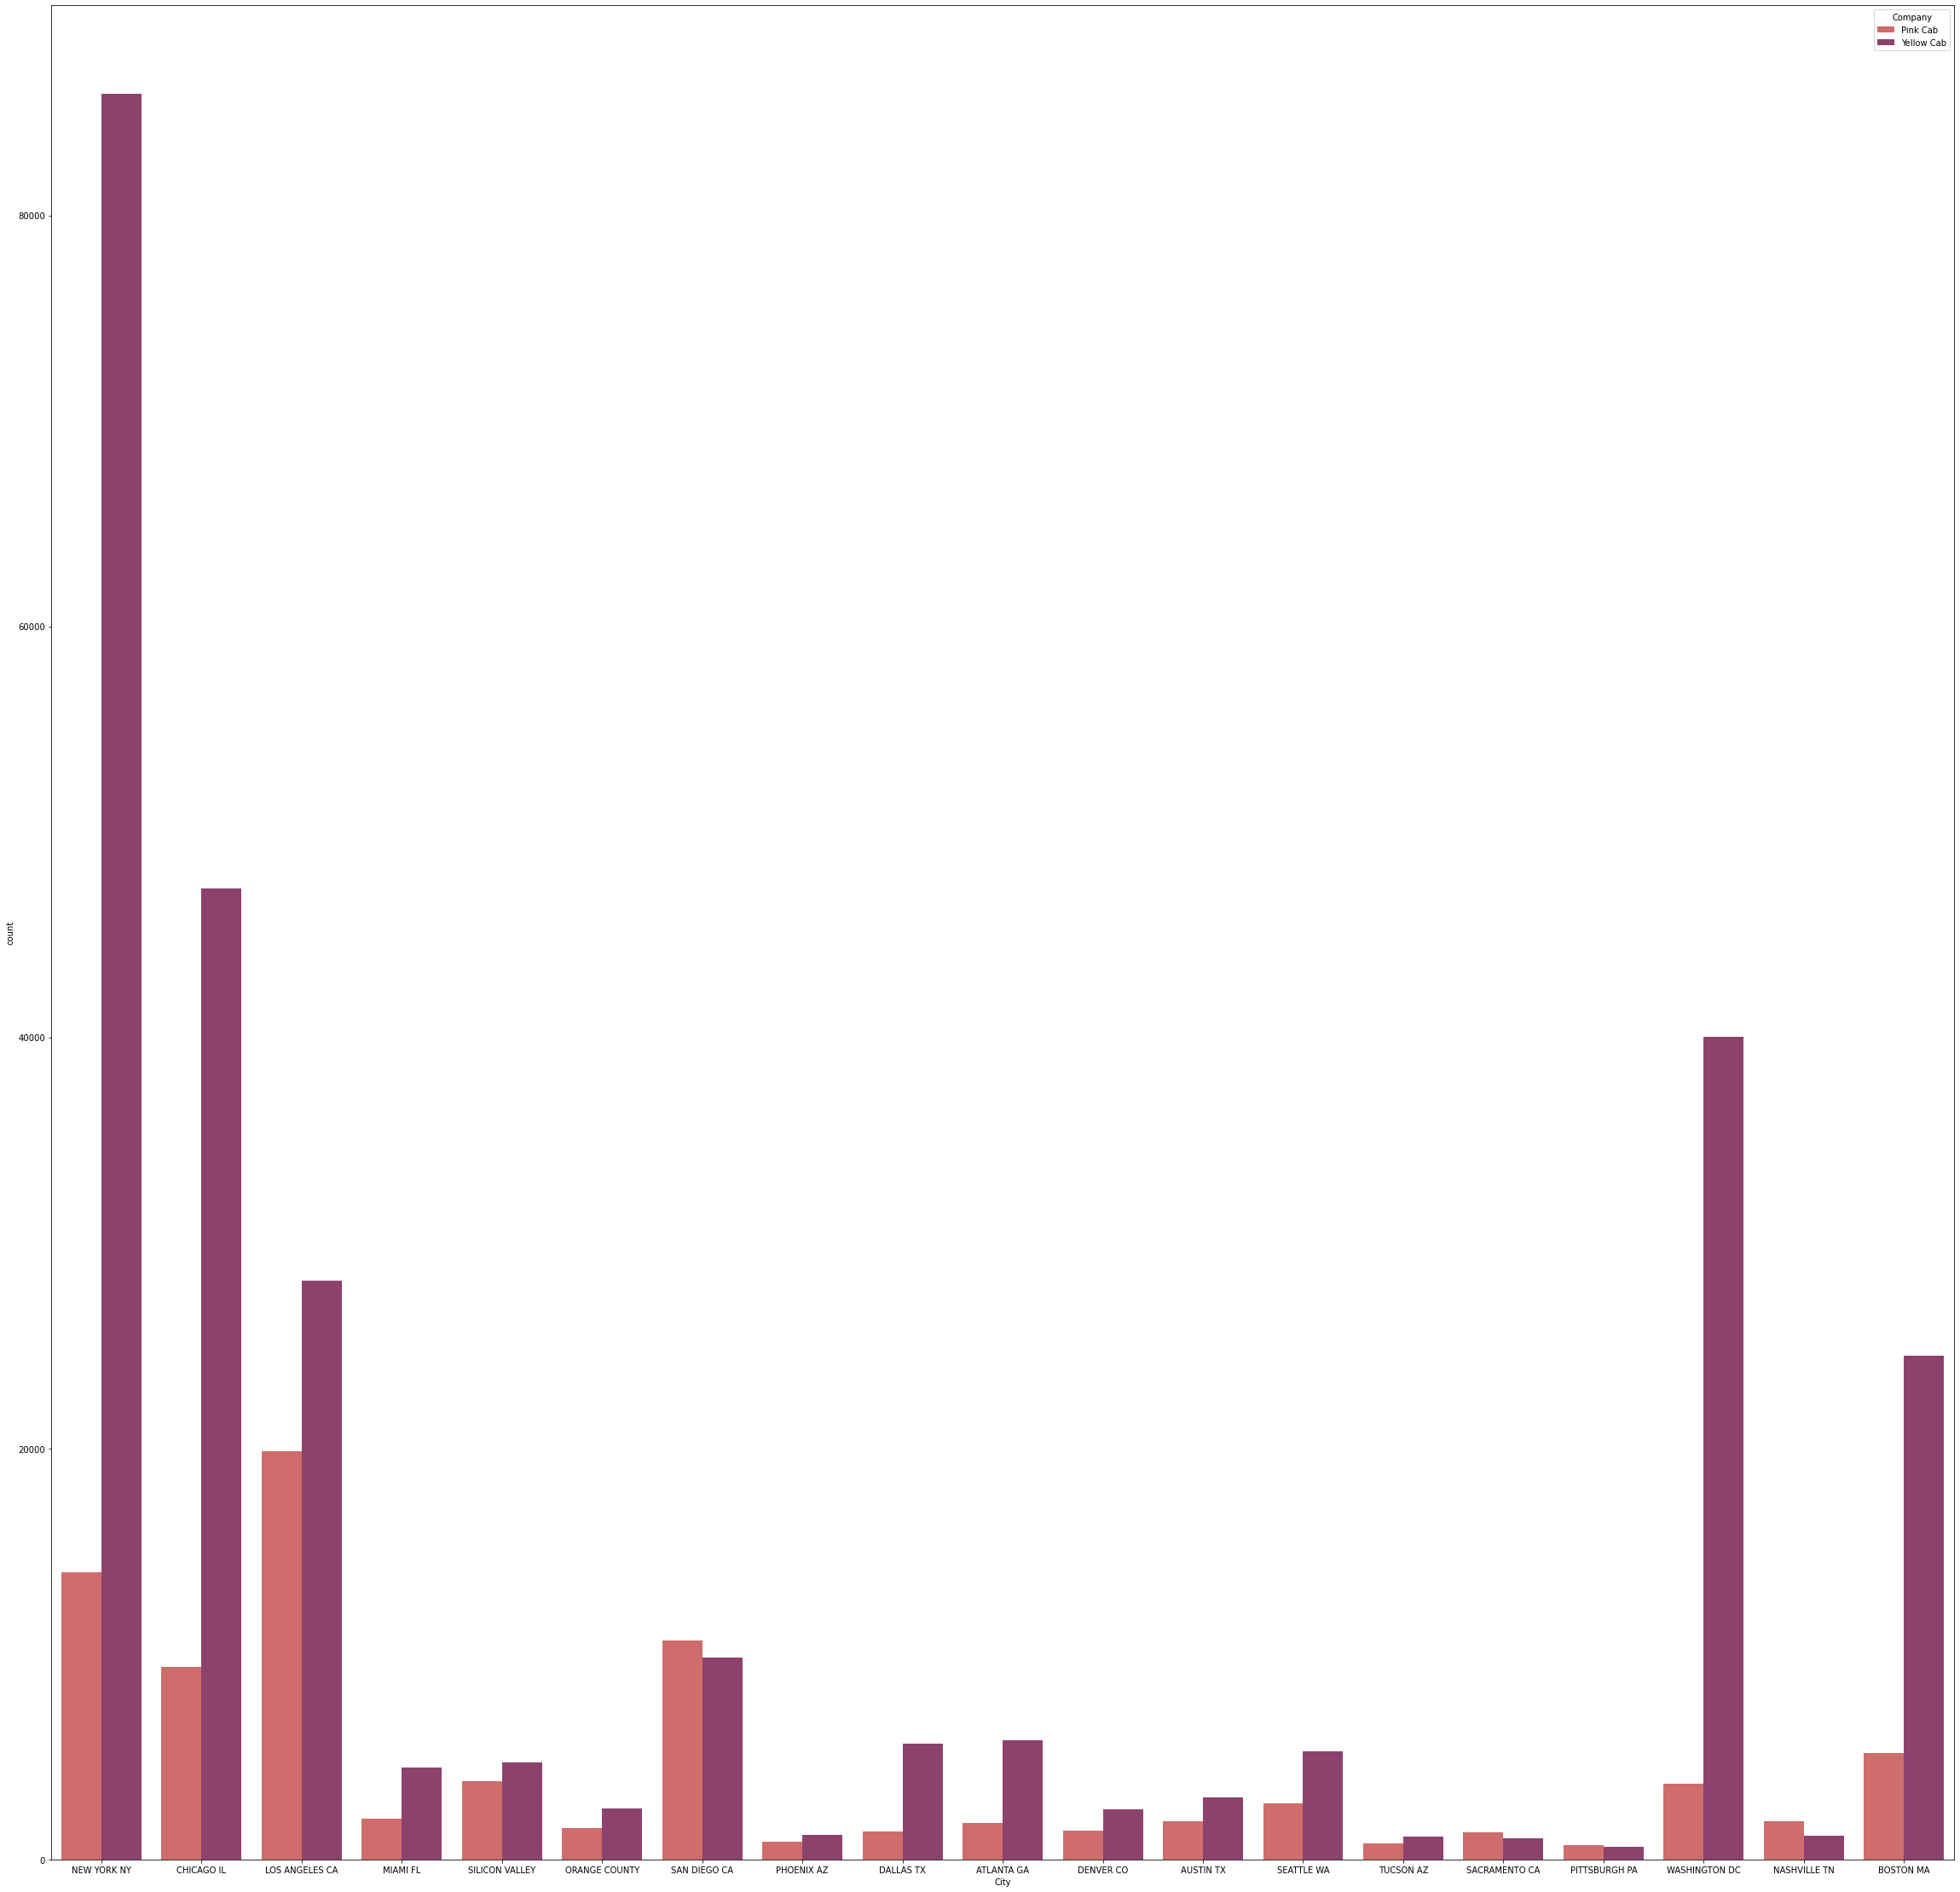 Company
Pink Cab
Yellow Cab
80000
60000
40000
20000
0
count
NEW YORK NY
CHICAGO IL
LOS ANGELES CA
MIAMI FL
SILICON VALLEY
ORANGE COUNTY
SAN DIEGO CA
PHOENIX AZ
DALLAS TX
ATLANTA GA
DENVER CO
AUSTIN TX
SEATTLE WA
TUCSON AZ
SACRAMENTO CA
PITTSBURGH PA
WASHINGTON DC
NASHVILLE TN
BOSTON MA
City